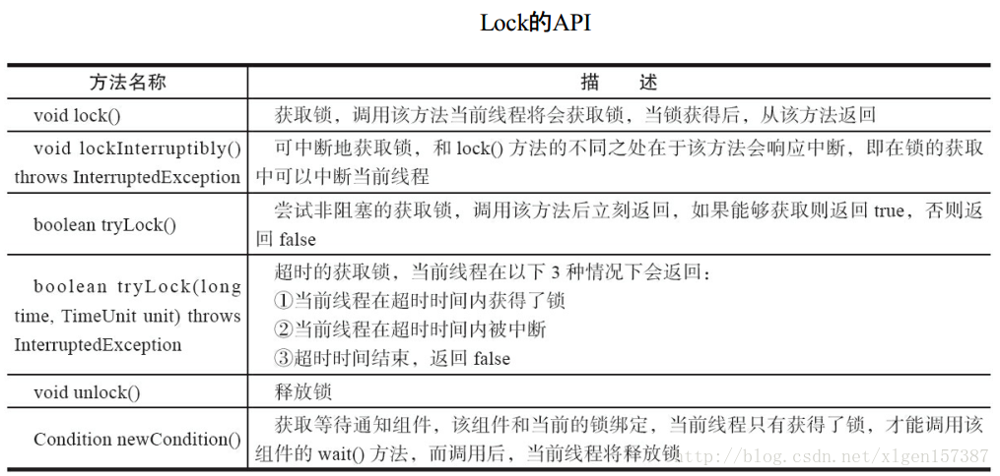 Lock的API
方法名称 描 述
void lock() 获取锁，调用该方法当前线程将会获取锁，当锁获得后，从该方法返回
void lockInterruptibly()
throws InterruptedException
可中断地获取锁，和 lock() 方法的不同之处在于该方法会响应中断，即在锁的获取
中可以中断当前线程
boolean tryLock()
尝试非阻塞的获取锁，调用该方法后立刻返回，如果能够获取则返回 true，否则返
回 false
boolean tryLock(long
time, TimeUnit unit) throws
InterruptedException
超时的获取锁，当前线程在以下 3 种情况下会返回：
①当前线程在超时时间内获得了锁
②当前线程在超时时间内被中断
③超时时间结束，返回 false
void unlock() 释放锁
Condition newCondition()
获取等待通知组件，该组件和当前的锁绑定，当前线程只有获得了锁，才能调用该
组件的 wait() 方法，而调用后，当前线程将释放锁
http://blog.csdn.net/xlgen157387